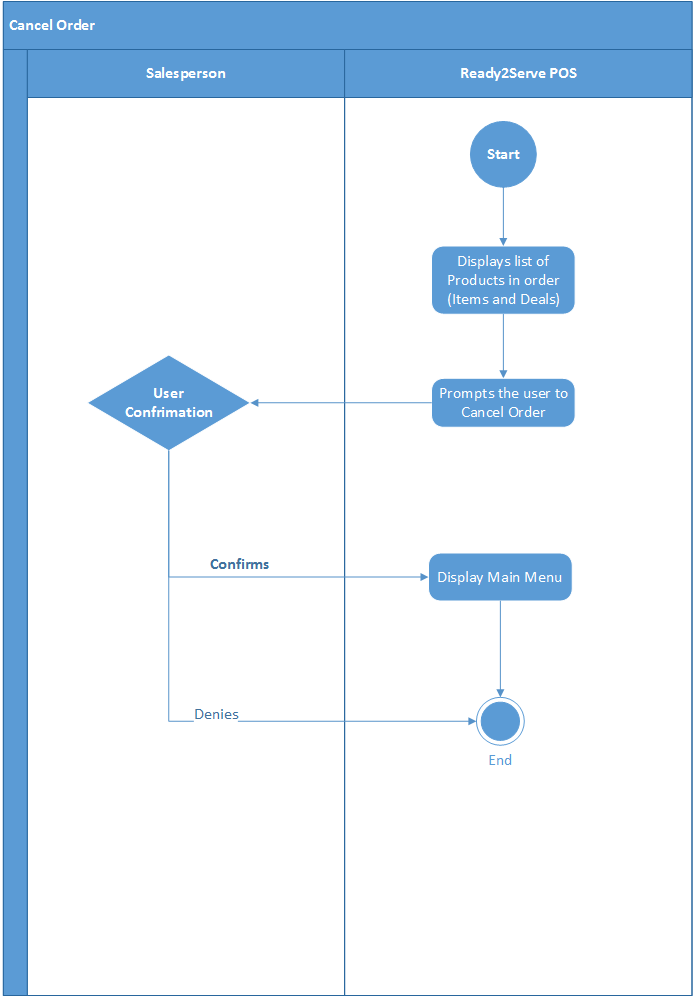 Cancel Order
Salesperson
Ready2Serve POS
Start
Displays list of
Products in order
(Items and Deals)
Prompts the user to
Cancel Order
User
Confrimation
Confirms
Display Main Menu
Denies
End